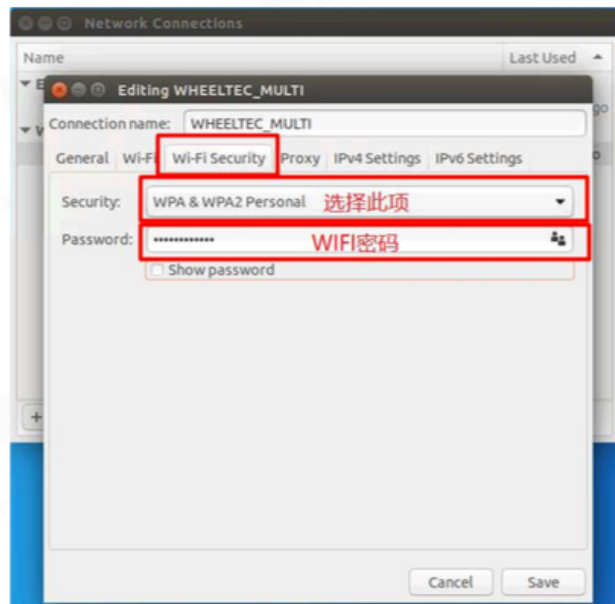 Network Connections
Name Last Used
Editing WHEELTEC_MULTI
go
Connection name: WHEELTEC_MULTI
General Wi-Fi Wi-Fi Security Proxy IPv4 Settings IPv6 Settings
Security: WPA & WPA2 Personal 选择此项
Password: •••••••••••• WIFI密码
Show password
+
Cancel Save